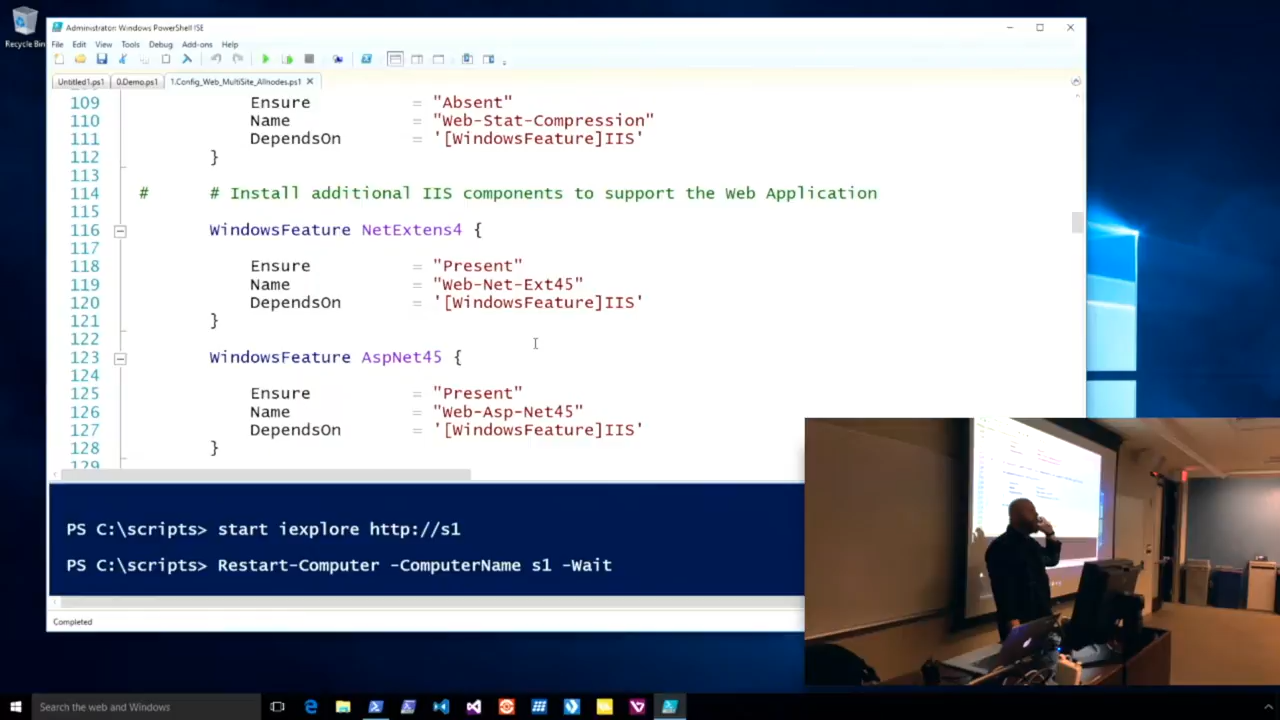 Recycle Bin
Administrator: Windows PowerShell ISE
File Edit View Tools Debug Add-ons Help
Untitled1.ps1 0.Demo.ps1 1.Config_Web_MultiSite_Allnodes.ps1
109 Ensure = "Absent"
110 Name = "Web-Stat-Compression"
111 DependsOn = '[WindowsFeature]IIS'
112 }
113
114 # # Install additional IIS components to support the Web Application
115
116 WindowsFeature NetExtens4 {
117
118 Ensure = "Present"
119 Name = "Web-Net-Ext45"
120 DependsOn = '[WindowsFeature]IIS'
121 }
122
123 WindowsFeature AspNet45 {
124
125 Ensure = "Present"
126 Name = "Web-Asp-Net45"
127 DependsOn = '[WindowsFeature]IIS'
128 }
129
PS C:\scripts> start iexplore http://s1
PS C:\scripts> Restart-Computer -ComputerName s1 -Wait
Completed
Search the web and Windows